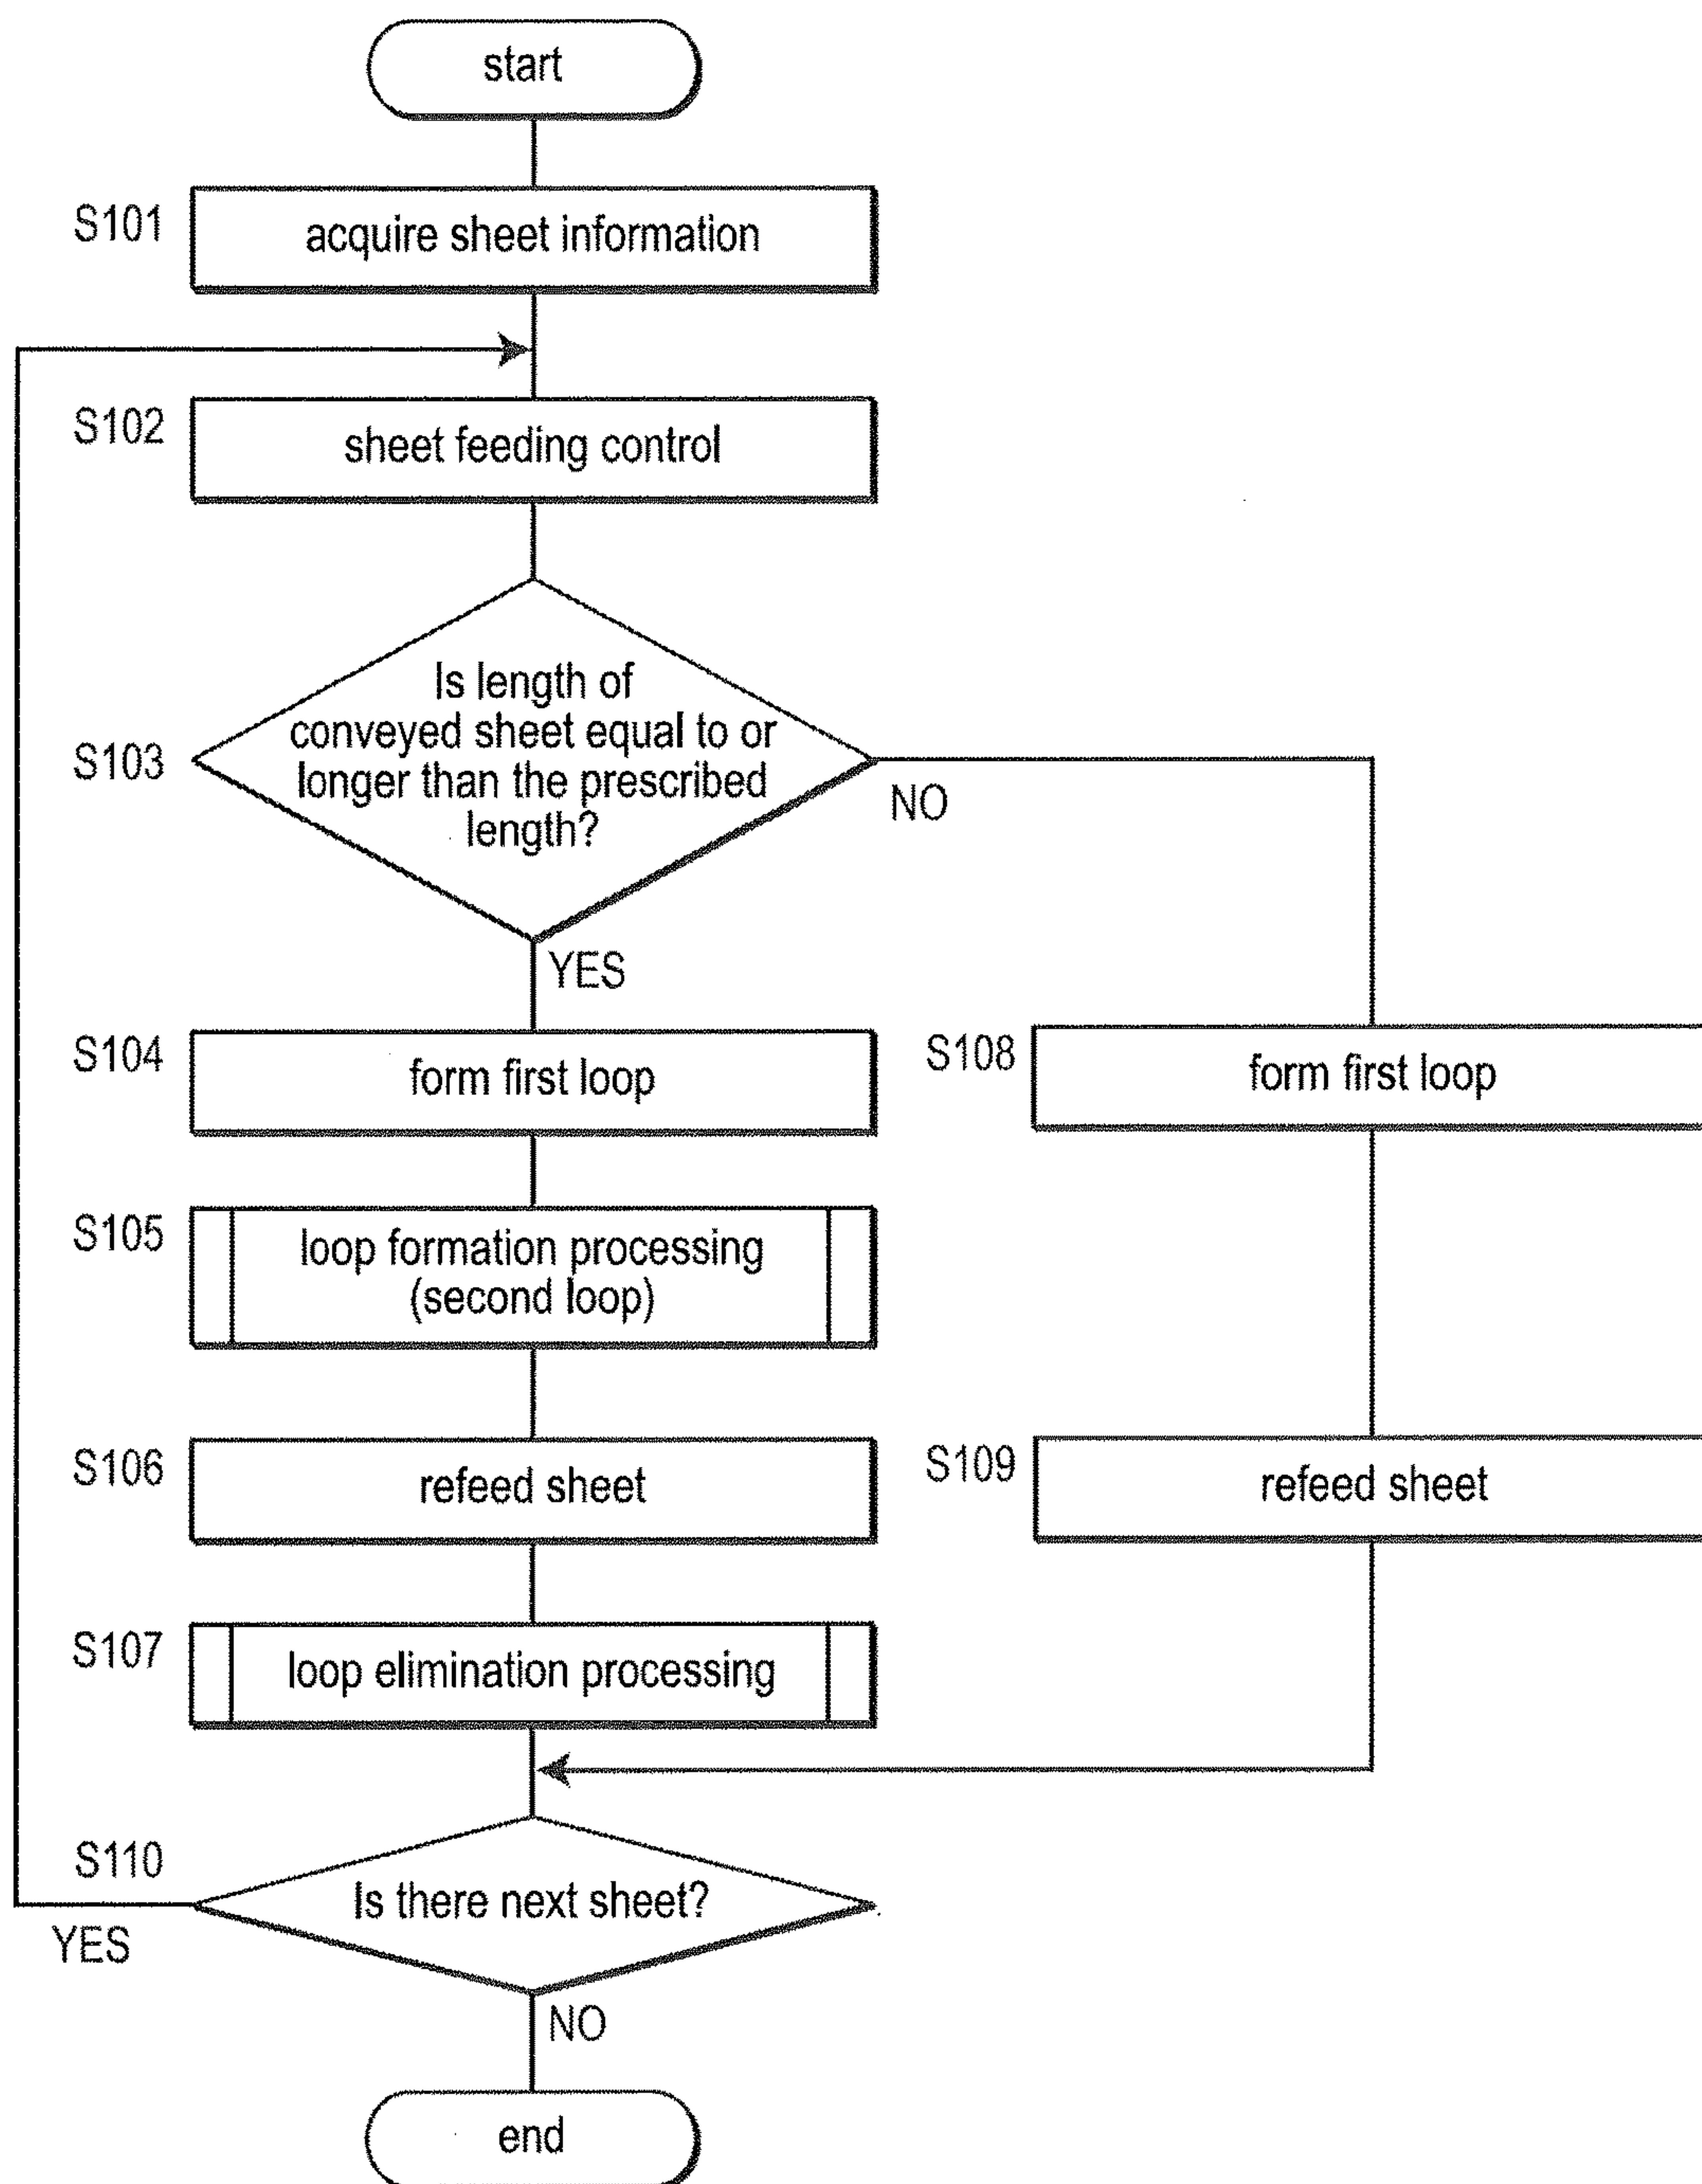 start
S101
acquire sheet information
S102
sheet feeding control
S103
Is length of
conveyed sheet equal to or
longer than the prescribed
length?
NO
YES
S104
form first loop
S108
form first loop
S105
loop formation processing
(second loop)
S106
refeed sheet
S109
refeed sheet
S107
loop elimination processing
S110
Is there next sheet?
YES
NO
end